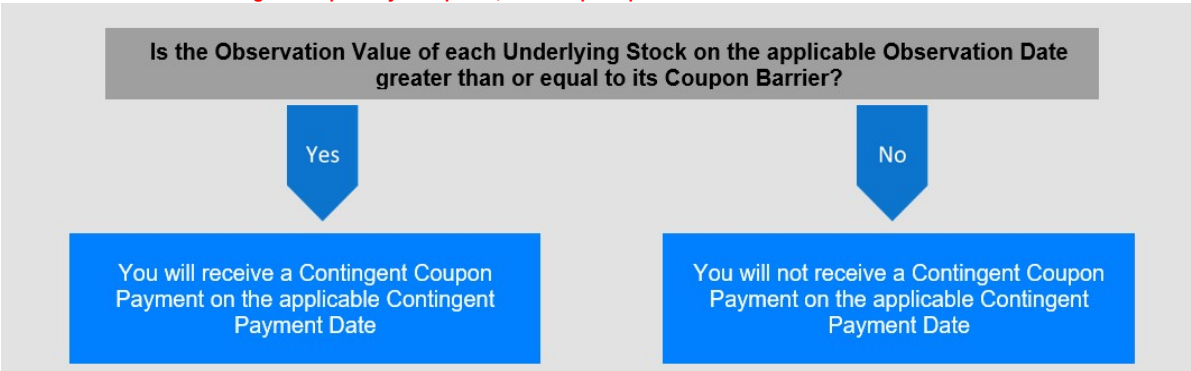 Is the Observation Value of each Underlying Stock on the applicable Observation Date
greater than or equal to its Coupon Barrier?
Yes
No
You will receive a Contingent Coupon
Payment on the applicable Contingent
Payment Date
You will not receive a Contingent Coupon
Payment on the applicable Contingent
Payment Date